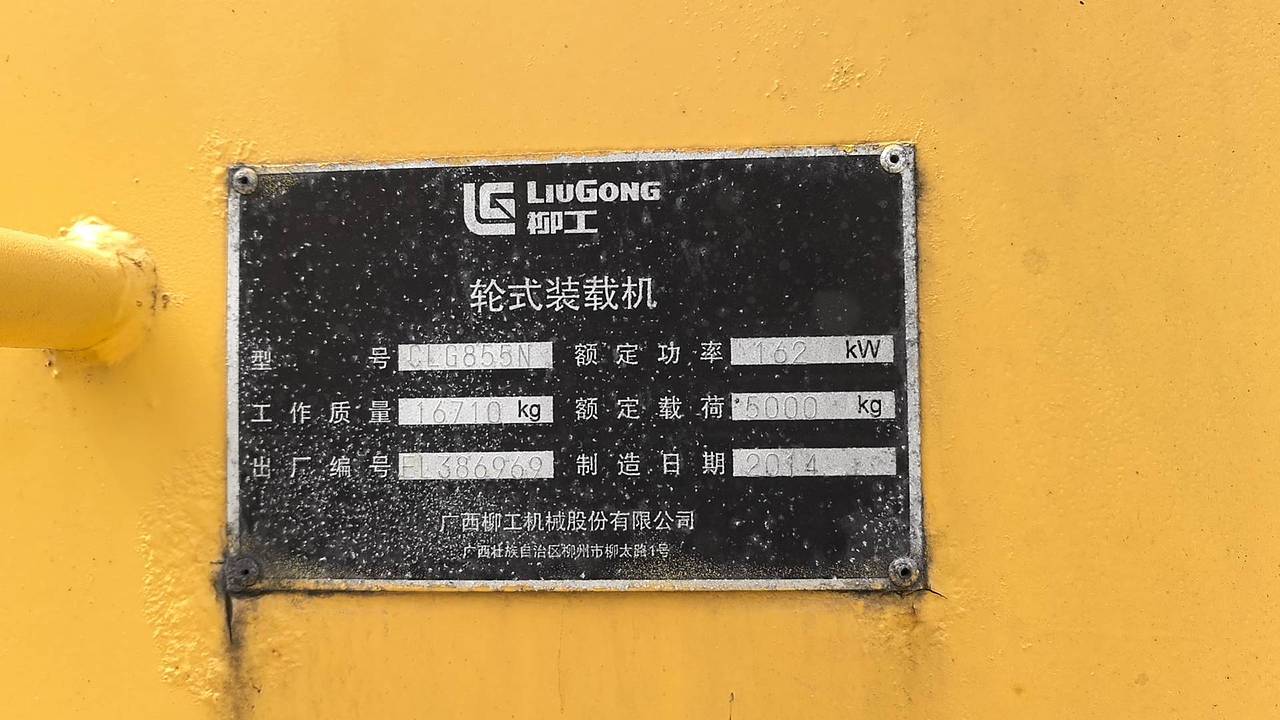 LIUGONG
柳工
轮式装载机
型号 CLG855N 额定功率 162 kW
工作质量 16710 kg 额定载荷 5000 kg
出厂编号 EL386969 制造日期 2014
广西柳工机械股份有限公司
广西壮族自治区柳州市柳太路1号